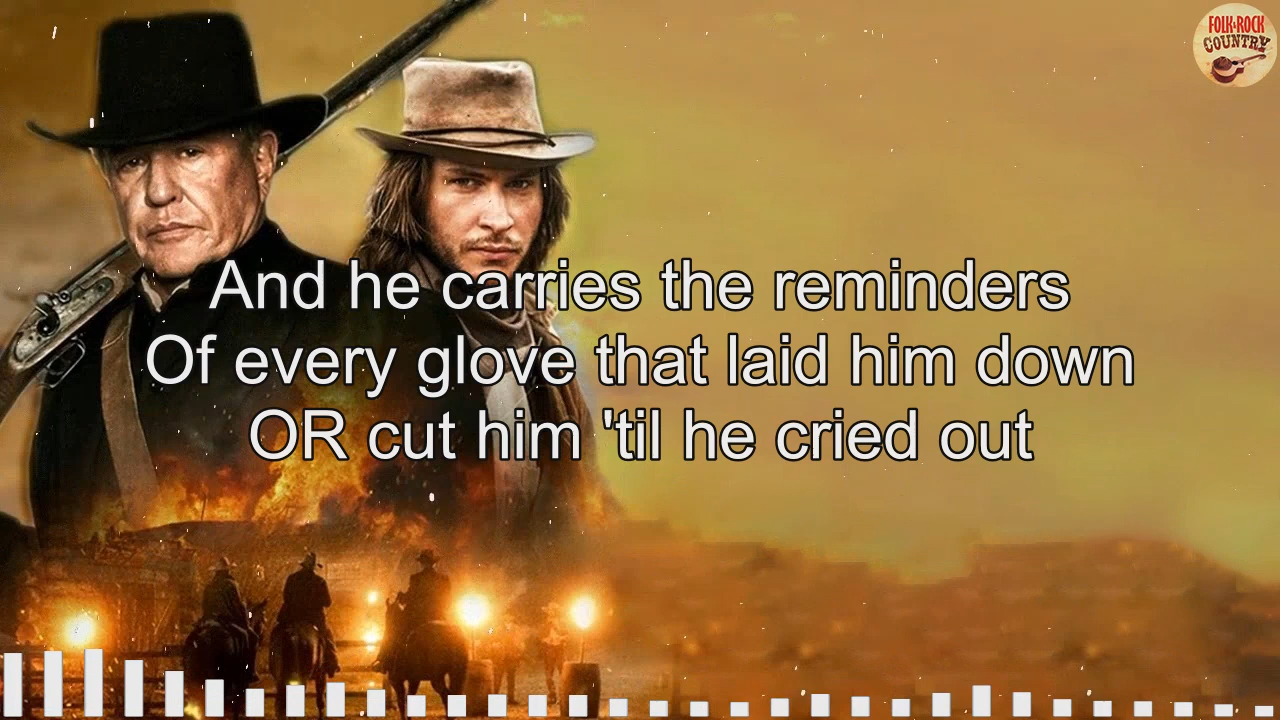 FOLK & ROCK
COUNTRY
And he carries the reminders
Of every glove that laid him down
OR cut him 'til he cried out